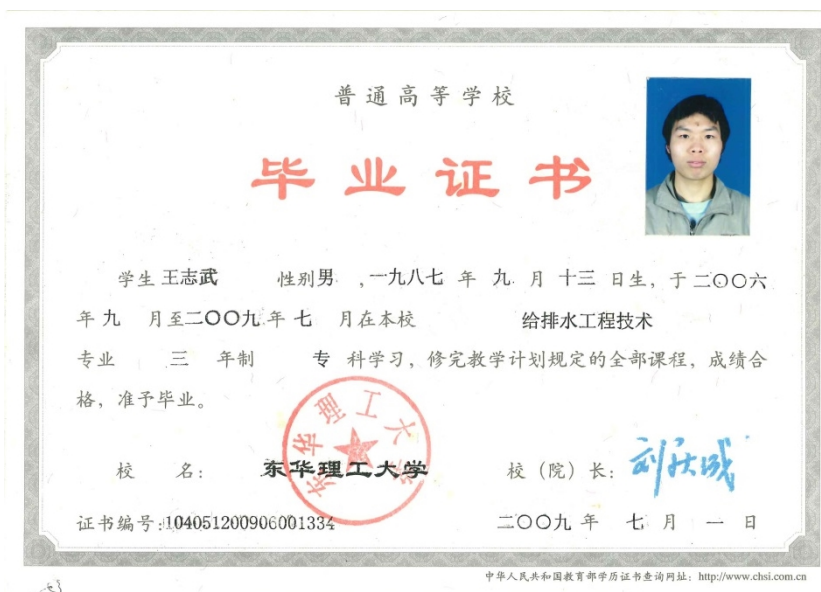 普通高等学校
毕业证书
学生 王志武 性别 男 ,一九八七 年 九 月 十三 日生，于 二〇〇六
年 九 月至二〇〇九 年 七 月在本校 给排水工程技术
专业 三 年制 专 科学习，修完教学计划规定的全部课程，成绩合
格，准予毕业。
东华理工大学
校 名： 东华理工大学 校（院）长：
证书编号：104051200906001334 二〇〇九 年 七 月 一 日
中华人民共和国教育部学历证书查询网址：http://www.chsi.com.cn